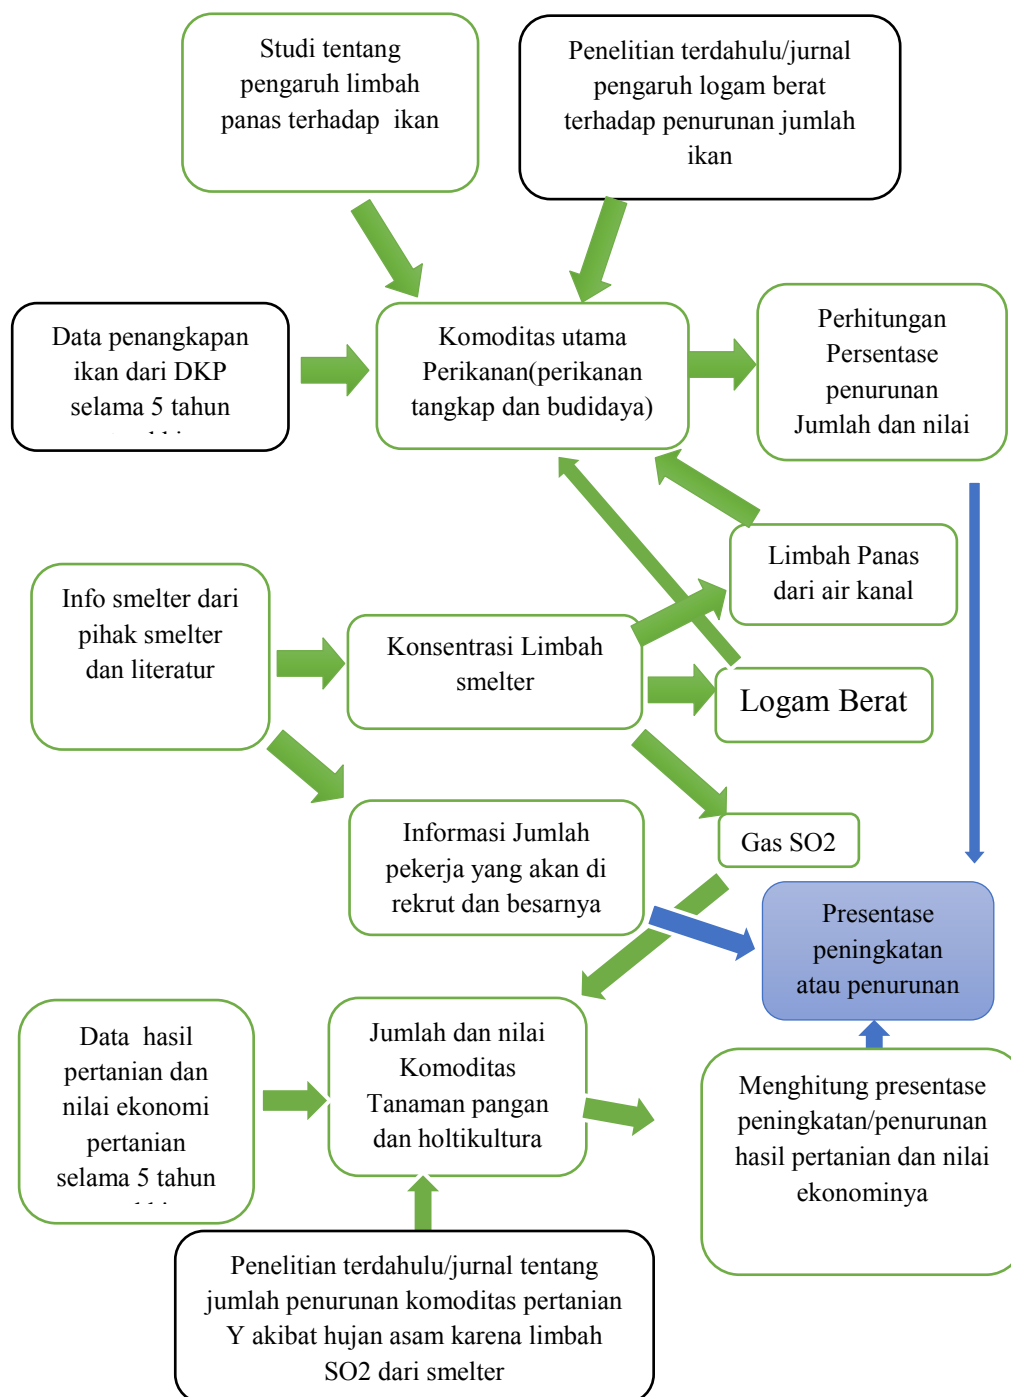 Studi tentang
pengaruh limbah
panas terhadap ikan
Penelitian terdahulu/jurnal
pengaruh logam berat
terhadap penurunan jumlah
ikan
Data penangkapan
ikan dari DKP
selama 5 tahun
Komoditas utama
Perikanan(perikanan
tangkap dan budidaya)
Perhitungan
Persentase
penurunan
Jumlah dan nilai
Limbah Panas
dari air kanal
Info smelter dari
pihak smelter
dan literatur
Konsentrasi Limbah
smelter
Logam Berat
Informasi Jumlah
pekerja yang akan di
rekrut dan besarnya
Gas SO2
Presentase
peningkatan
atau penurunan
Data hasil
pertanian dan
nilai ekonomi
pertanian
selama 5 tahun
Jumlah dan nilai
Komoditas
Tanaman pangan
dan holtikultura
Menghitung presentase
peningkatan/penurunan
hasil pertanian dan nilai
ekonominya
Penelitian terdahulu/jurnal tentang
jumlah penurunan komoditas pertanian
Y akibat hujan asam karena limbah
SO2 dari smelter